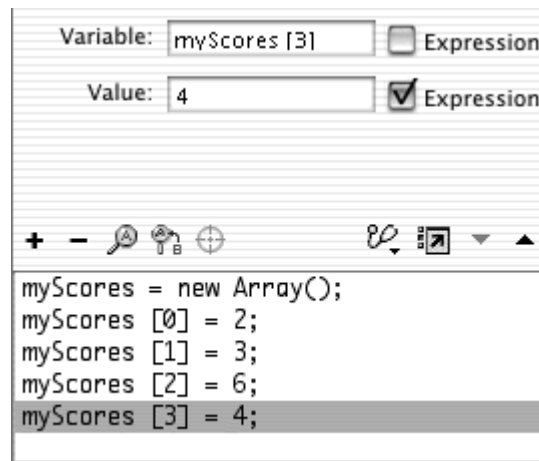 Variable: myScores [3] Expression
Value: 4 Expression
myScores = new Array();
myScores [0] = 2;
myScores [1] = 3;
myScores [2] = 6;
myScores [3] = 4;